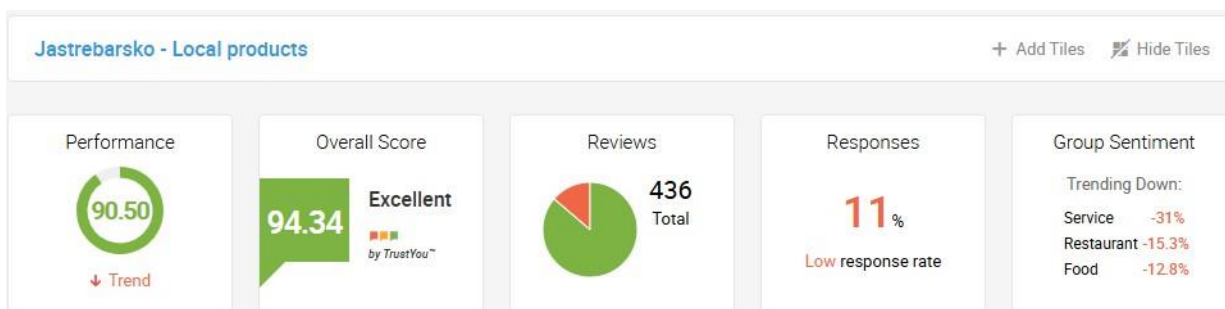 Jastrebarsko - Local products
+ Add Tiles
Hide Tiles
Performance
90.50
Trend
Overall Score
94.34
Excellent
by TrustYou™
Reviews
436
Total
Responses
11%
Low response rate
Group Sentiment
Trending Down:
Service -31%
Restaurant -15.3%
Food -12.8%